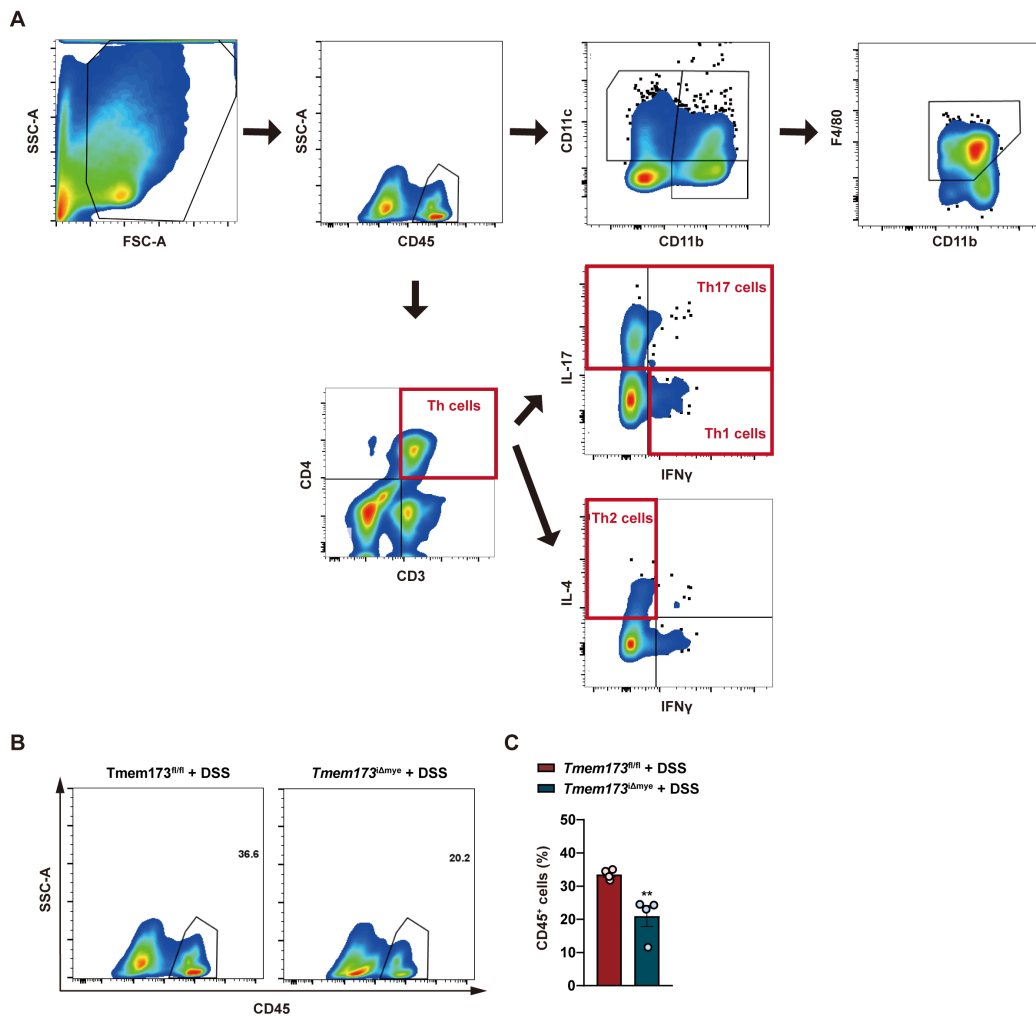 A
SSC-A
FSC-A
SSC-A
CD45
CD11c
CD11b
F4/80
CD11b
CD4
Th cells
CD3
IL-17
Th17 cells
Th1 cells
IFNγ
IL-4
Th2 cells
IFNγ
B
Tmem173fl/fl + DSS
Tmem173iΔmye + DSS
SSC-A
36.6
20.2
CD45
C
Tmem173fl/fl + DSS
Tmem173iΔmye + DSS
CD45+ cells (%)
50
40
30
20
10
0
**